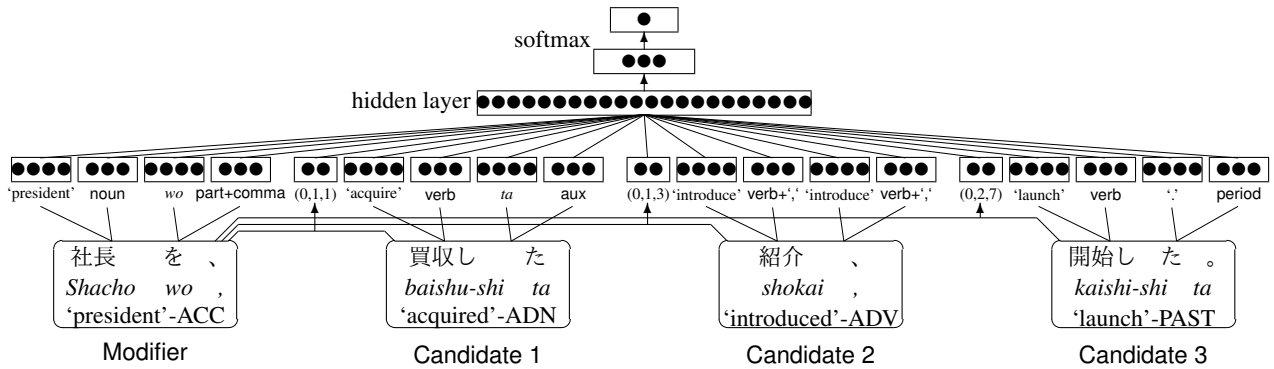 softmax
hidden layer
‘president’ noun wo part+comma (0,1,1) ‘acquire’ verb ta aux (0,1,3) ‘introduce’ verb+‘,‘ ‘introduce’ verb+‘,‘ (0,2,7) ‘launch’ verb ‘.’ period
社長 を 、 買収し た 紹介 、 開始し た 。
Shacho wo , baishu-shi ta shokai , kaishi-shi ta
‘president’-ACC ‘acquired’-ADN ‘introduced’-ADV ‘launch’-PAST
Modifier Candidate 1 Candidate 2 Candidate 3